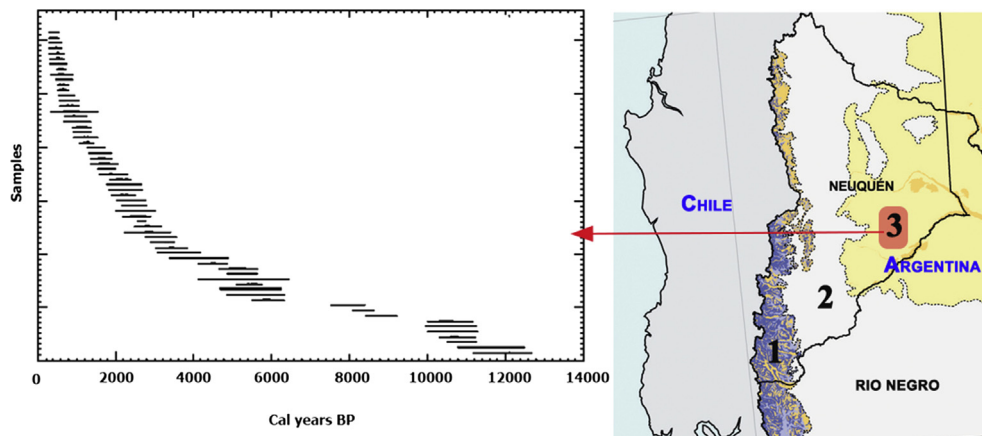 Samples
0 2000 4000 6000 8000 10000 12000 14000
Cal years BP
CHILE
NEUQUÉN
3
ARGENTINA
2
1
RIO NEGRO